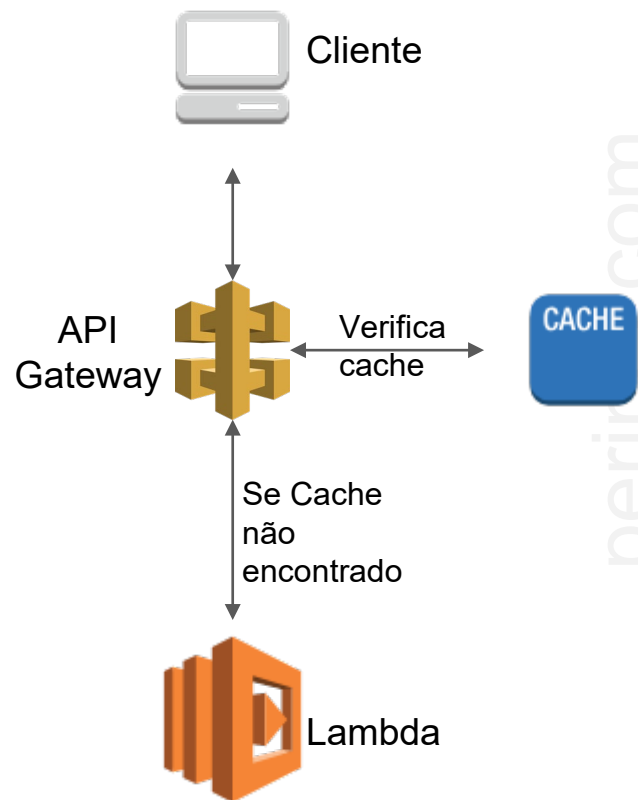 Cliente
API
Gateway
Verifica
cache
CACHE
Se Cache
não
encontrado
Lambda